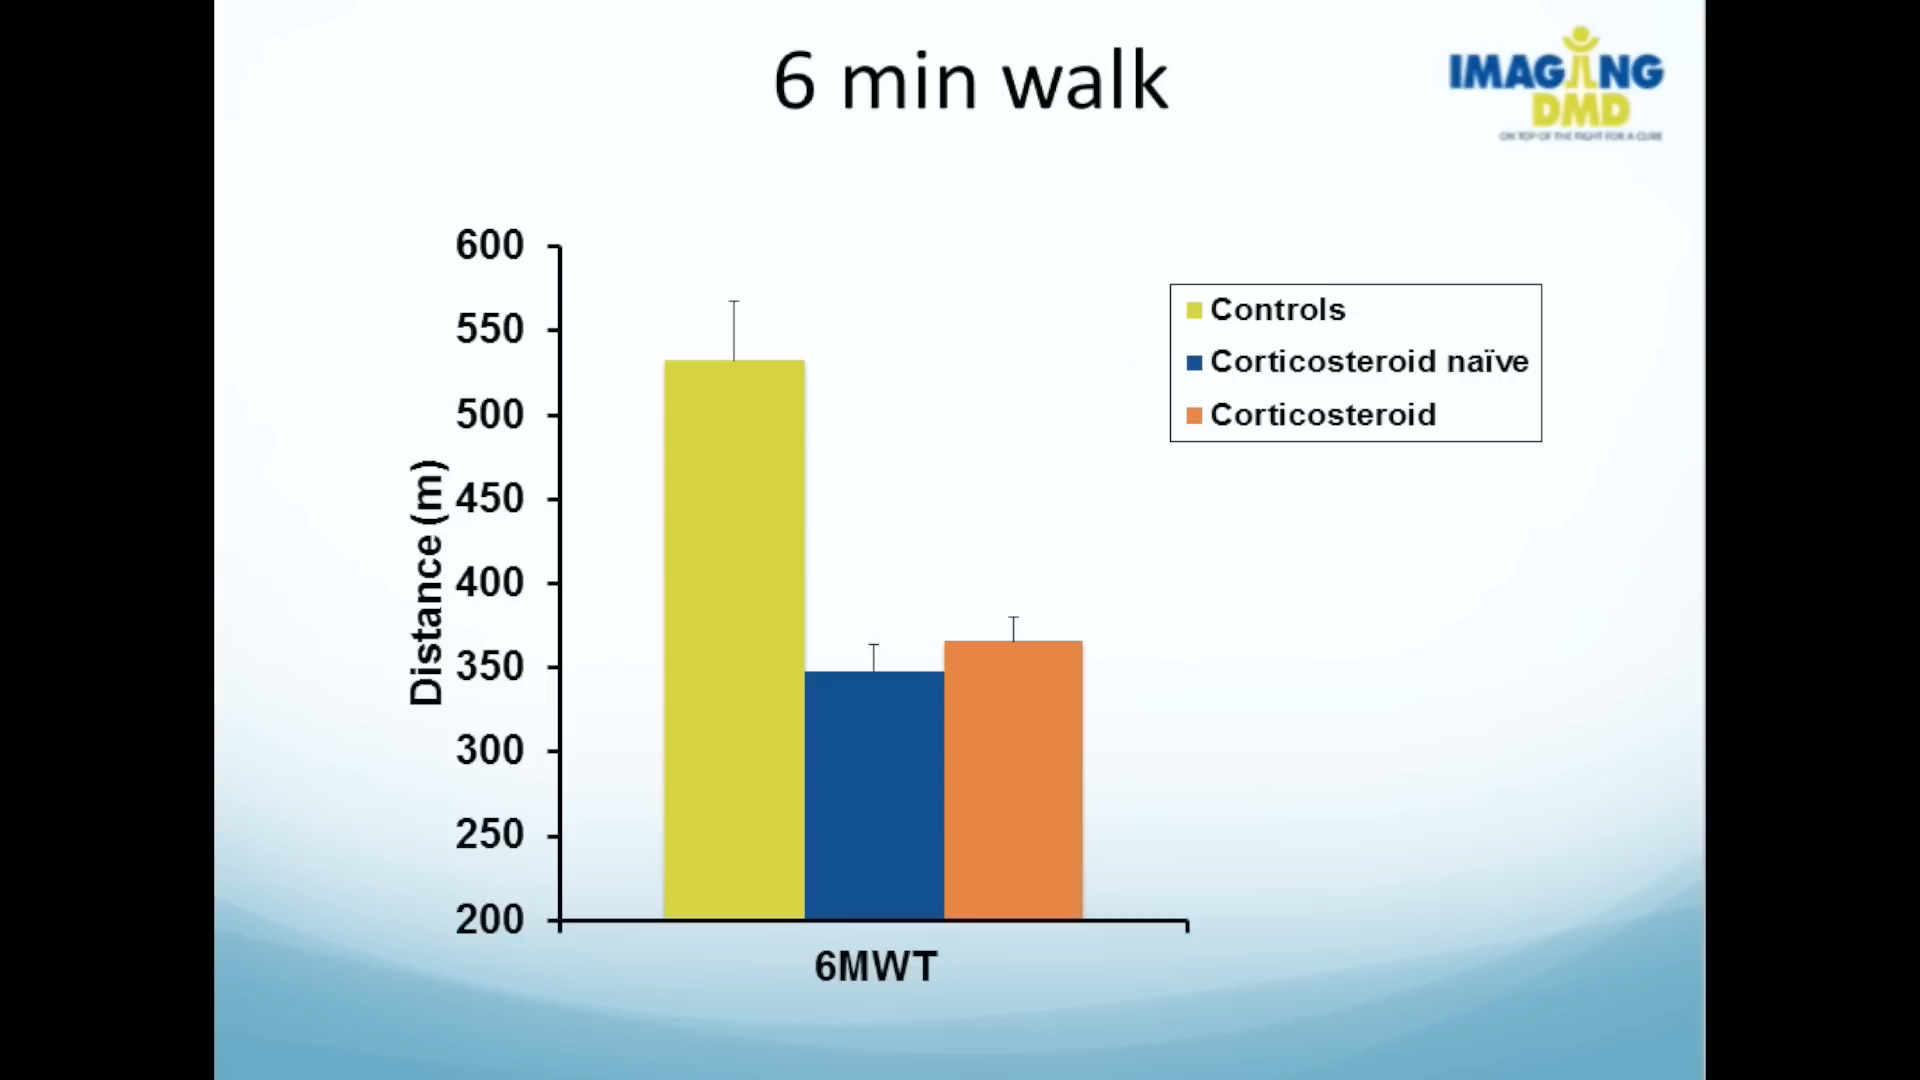 6 min walk
IMAGING
DMD
ON TOP OF THE FIGHT FOR A CURE
600
550
500
450
400
350
300
250
200
Distance (m)
Controls
Corticosteroid naïve
Corticosteroid
6MWT